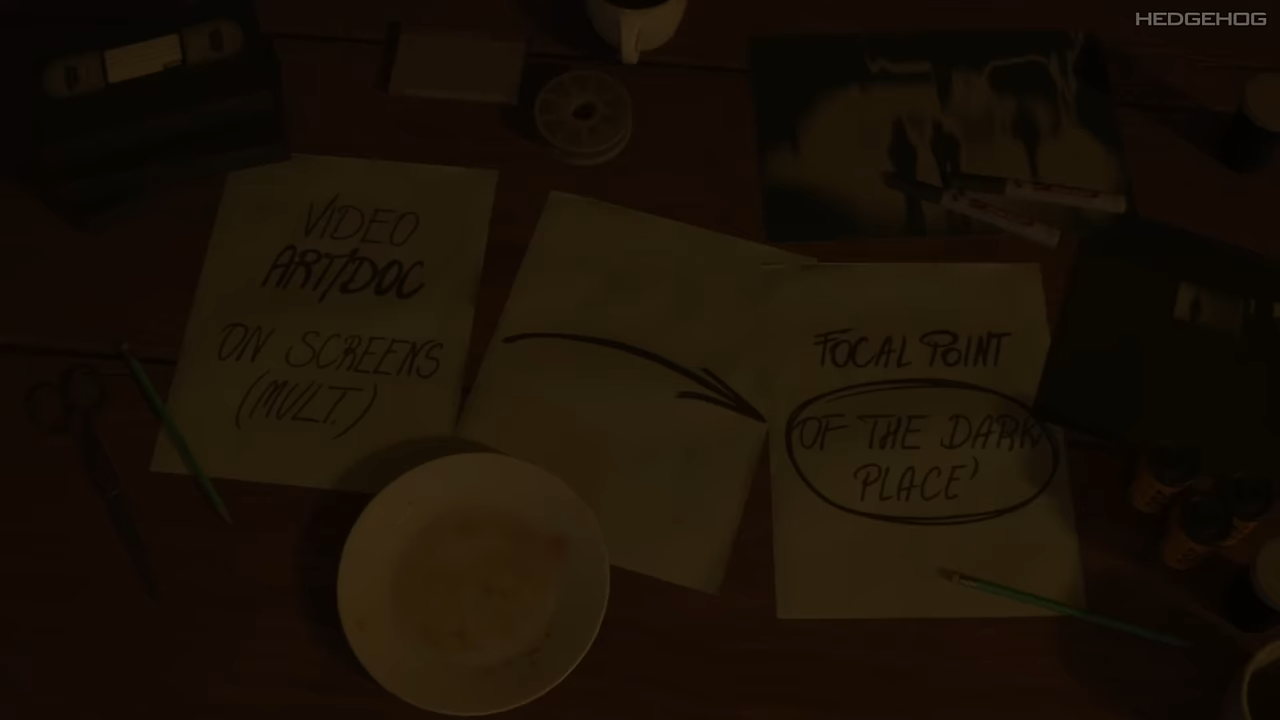 HEDGEHOG
VIDEO
ART/DOC
ON SCREENS
(MULT.)
FOCAL POINT
OF THE DARK
PLACE'